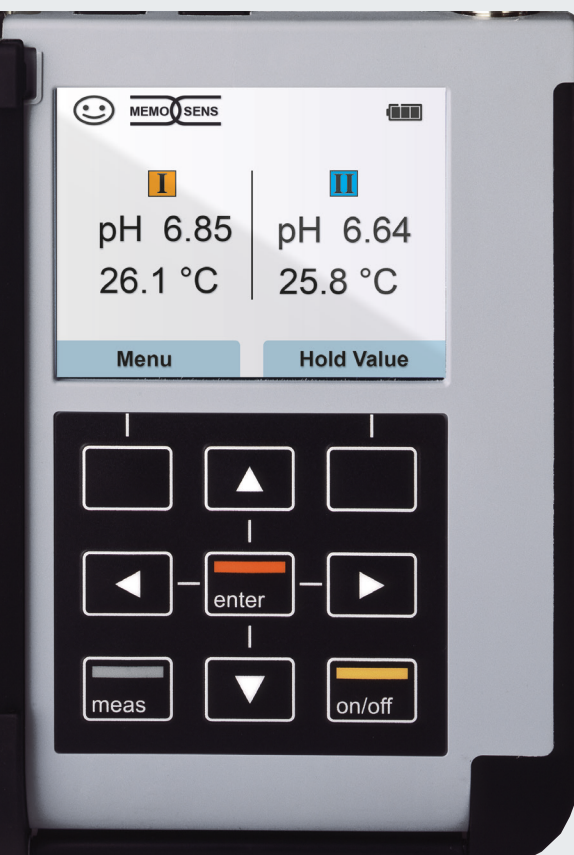 MEMO SENS
I II
pH 6.85 pH 6.64
26.1 °C 25.8 °C
Menu Hold Value
enter
meas on/off